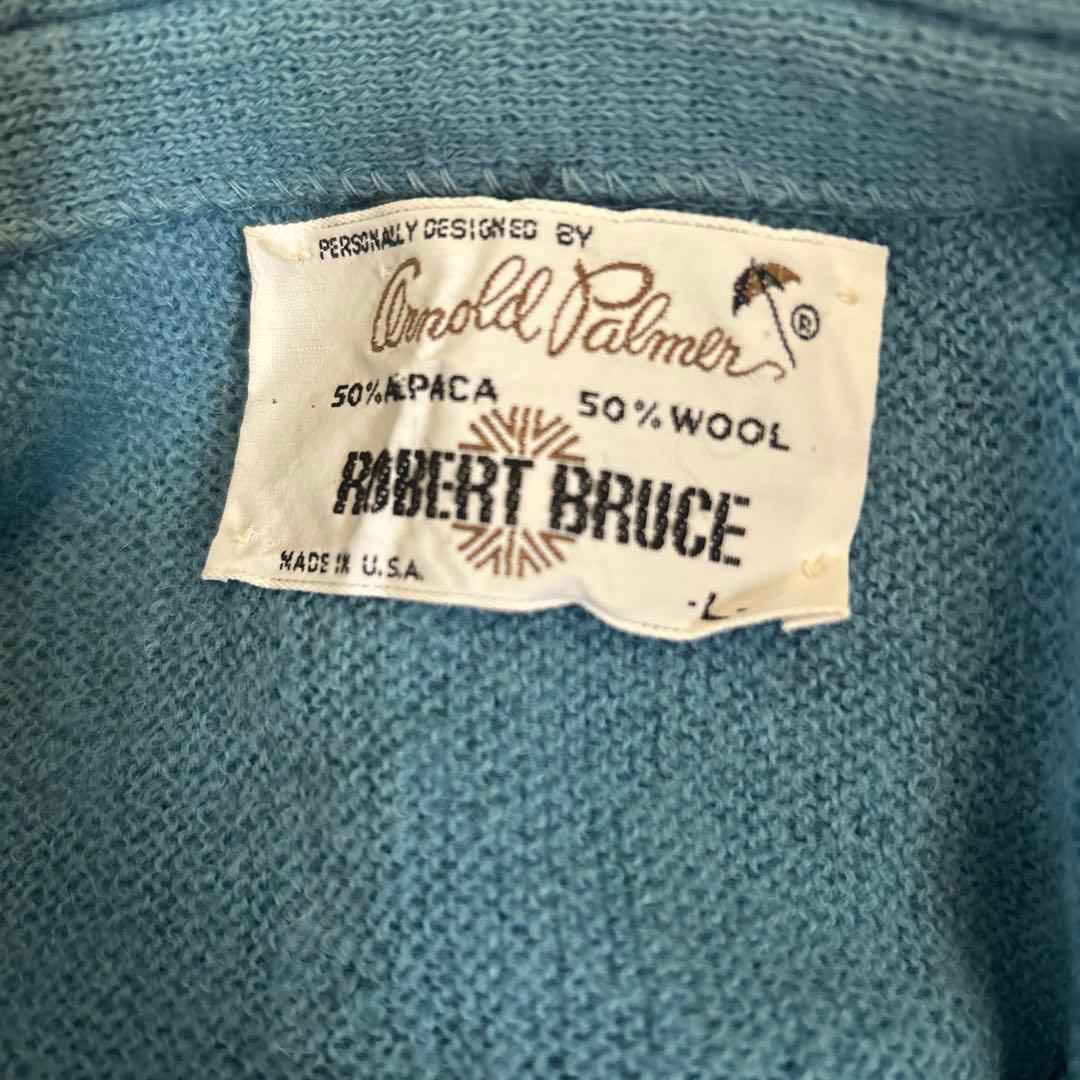 PERSONALLY DESIGNED BY
Arnold Palmer ®
50% ALPACA 50% WOOL
ROBERT BRUCE
MADE IN U.S.A.
-L-